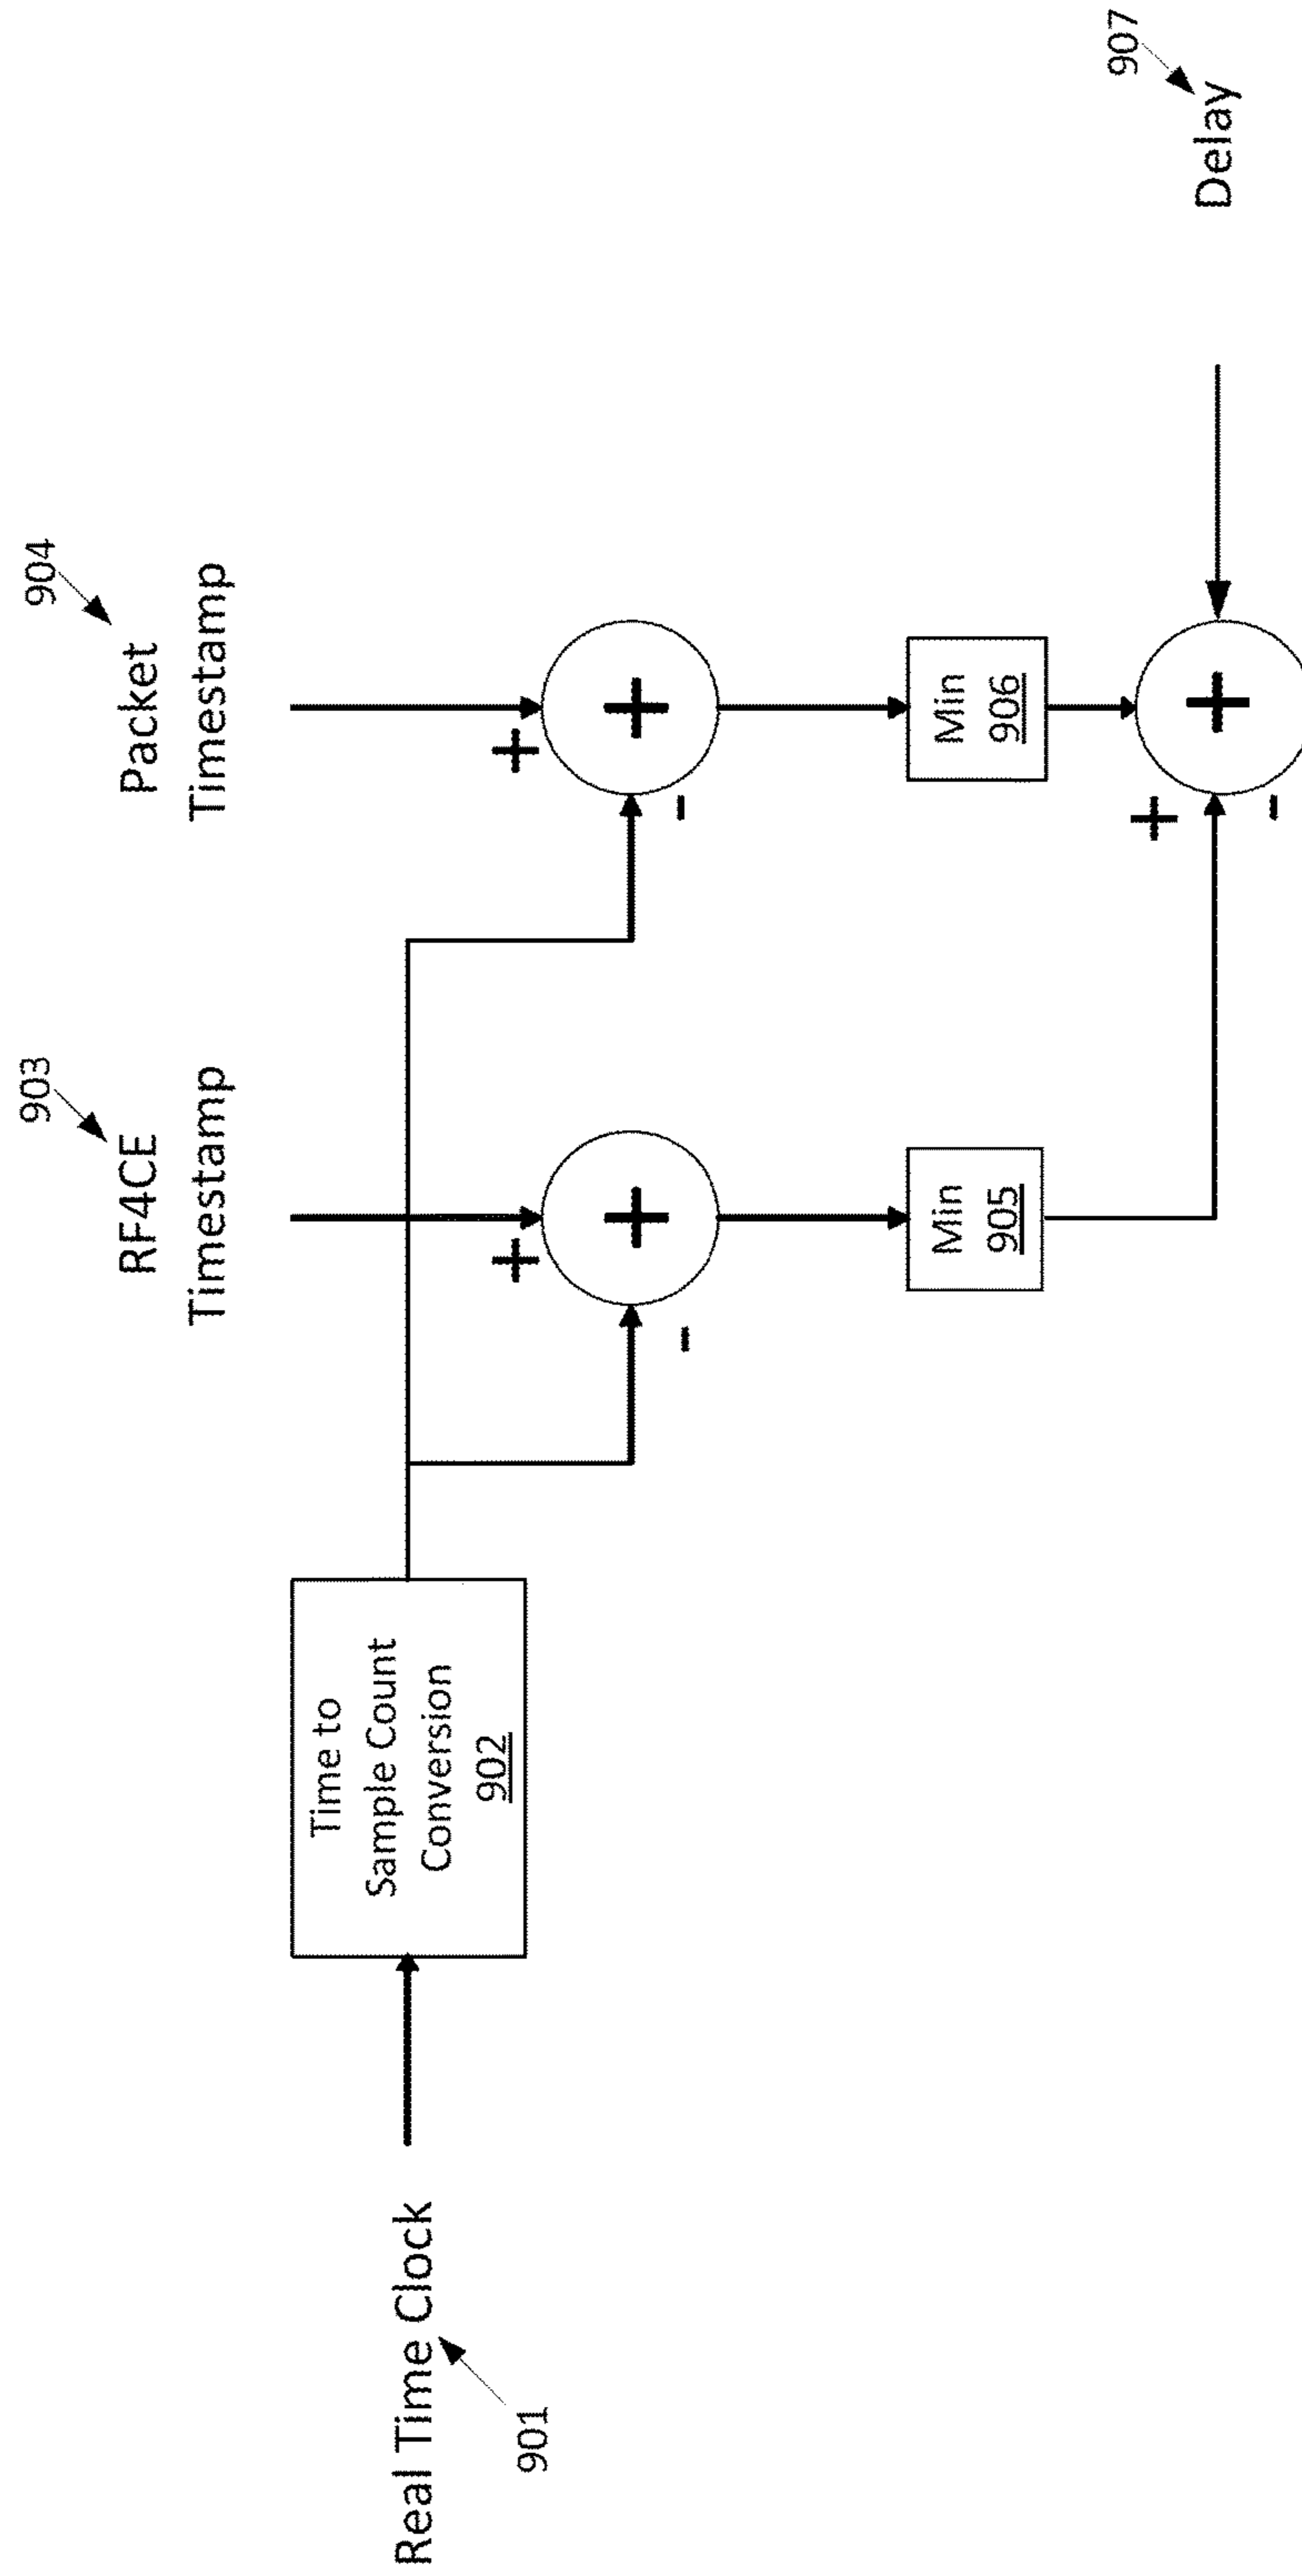 903
RF4CE
Timestamp
904
Packet
Timestamp
Real Time Clock
901
Time to
Sample Count
Conversion
902
+
+
-
+
+
-
Min
905
Min
906
+
+
-
907
Delay